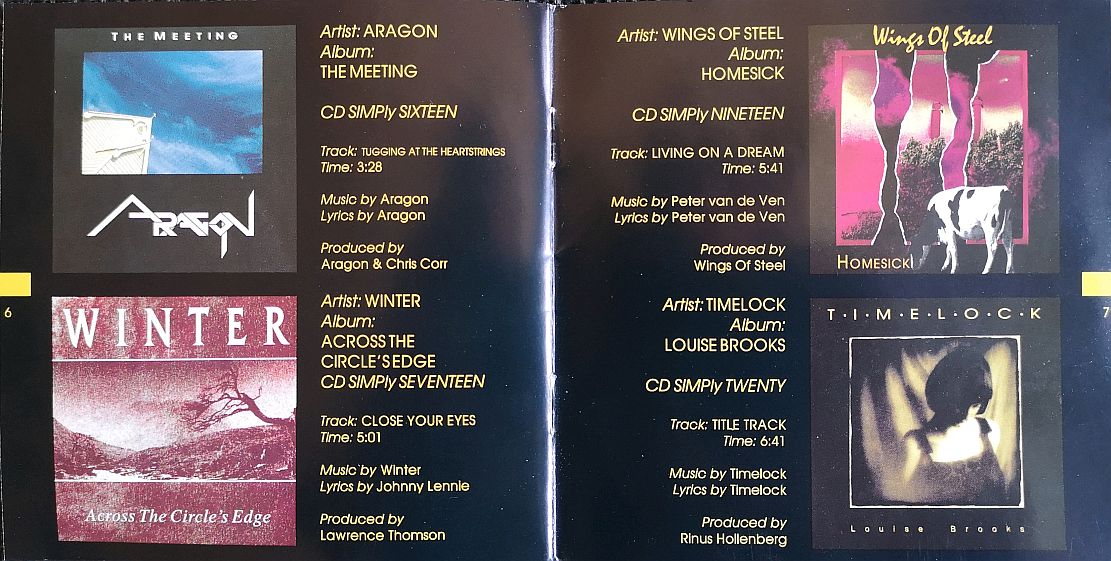 THE MEETING
ARAGON
Artist: ARAGON
Album:
THE MEETING
CD SIMPly SIXTEEN
Track: TUGGING AT THE HEARTSTRINGS
Time: 3:28
Music by Aragon
Lyrics by Aragon
Produced by
Aragon & Chris Corr
6
WINTER
Across The Circle's Edge
Artist: WINTER
Album:
ACROSS THE
CIRCLE'S EDGE
CD SIMPly SEVENTEEN
Track: CLOSE YOUR EYES
Time: 5:01
Music by Winter
Lyrics by Johnny Lennie
Produced by
Lawrence Thomson
Artist: WINGS OF STEEL
Album:
HOMESICK
CD SIMPly NINETEEN
Track: LIVING ON A DREAM
Time: 5:41
Music by Peter van de Ven
Lyrics by Peter van de Ven
Produced by
Wings Of Steel
Wings Of Steel
HOMESICK
Artist: TIMELOCK
Album:
LOUISE BROOKS
CD SIMPly TWENTY
Track: TITLE TRACK
Time: 6:41
Music by Timelock
Lyrics by Timelock
Produced by
Rinus Hollenberg
T·I·M·E·L·O·C·K
Louise Brooks
7